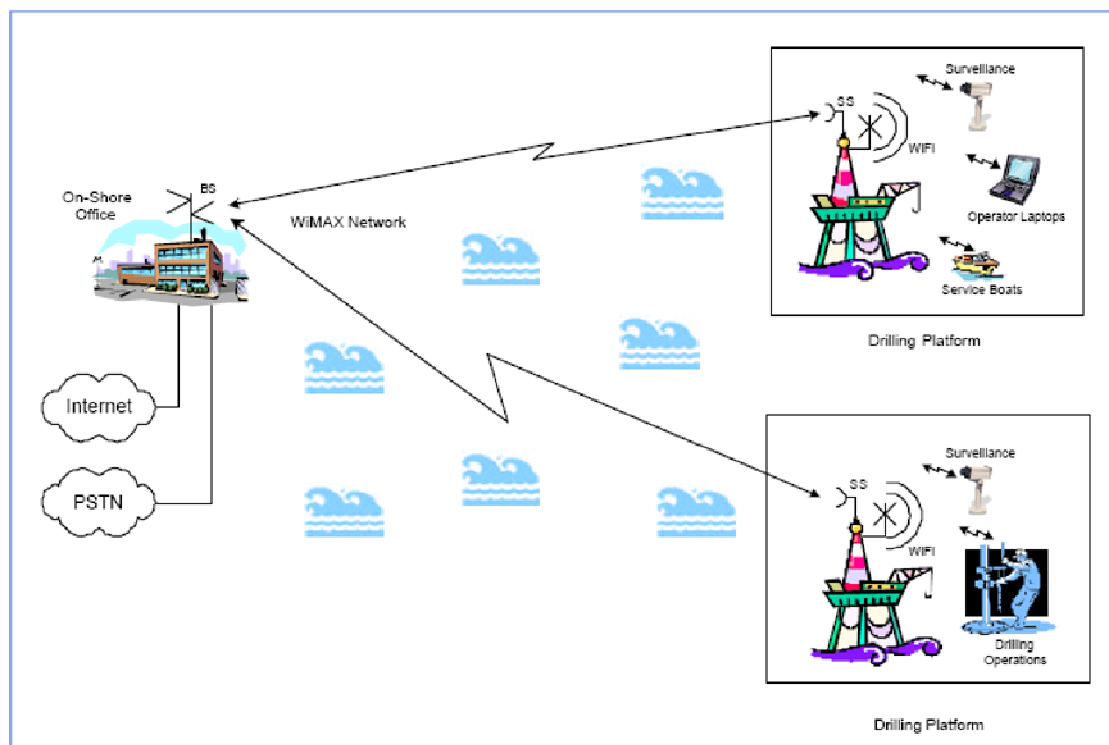 Surveillance
SS
WIFI
Operator Laptops
Service Boats
Drilling Platform
On-Shore
Office
BS
WiMAX Network
Internet
PSTN
Surveillance
SS
WIFI
Drilling
Operations
Drilling Platform